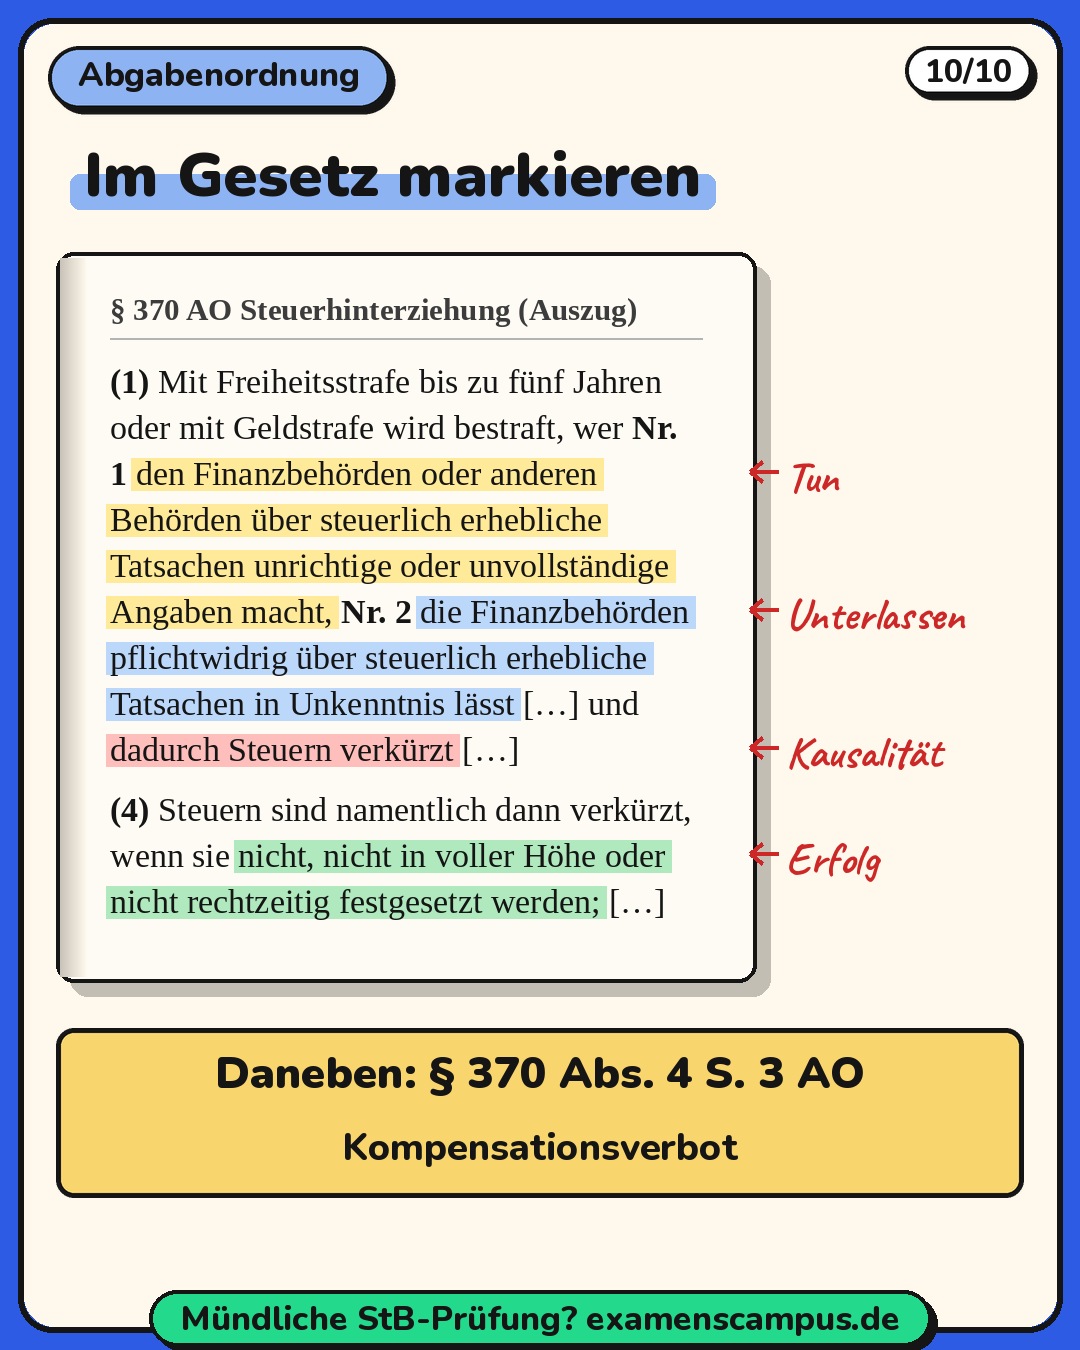 Abgabenordnung
10/10
Im Gesetz markieren
§ 370 AO Steuerhinterziehung (Auszug)
(1) Mit Freiheitsstrafe bis zu fünf Jahren
oder mit Geldstrafe wird bestraft, wer Nr.
1 den Finanzbehörden oder anderen
Tun
Behörden über steuerlich erhebliche
Tatsachen unrichtige oder unvollständige
Angaben macht, Nr. 2 die Finanzbehörden
Unterlassen
pflichtwidrig über steuerlich erhebliche
Tatsachen in Unkenntnis lässt […] und
dadurch Steuern verkürzt […]
Kausalität
(4) Steuern sind namentlich dann verkürzt,
wenn sie nicht, nicht in voller Höhe oder
Erfolg
nicht rechtzeitig festgesetzt werden; […]
Daneben: § 370 Abs. 4 S. 3 AO
Kompensationsverbot
Mündliche StB-Prüfung? examenscampus.de